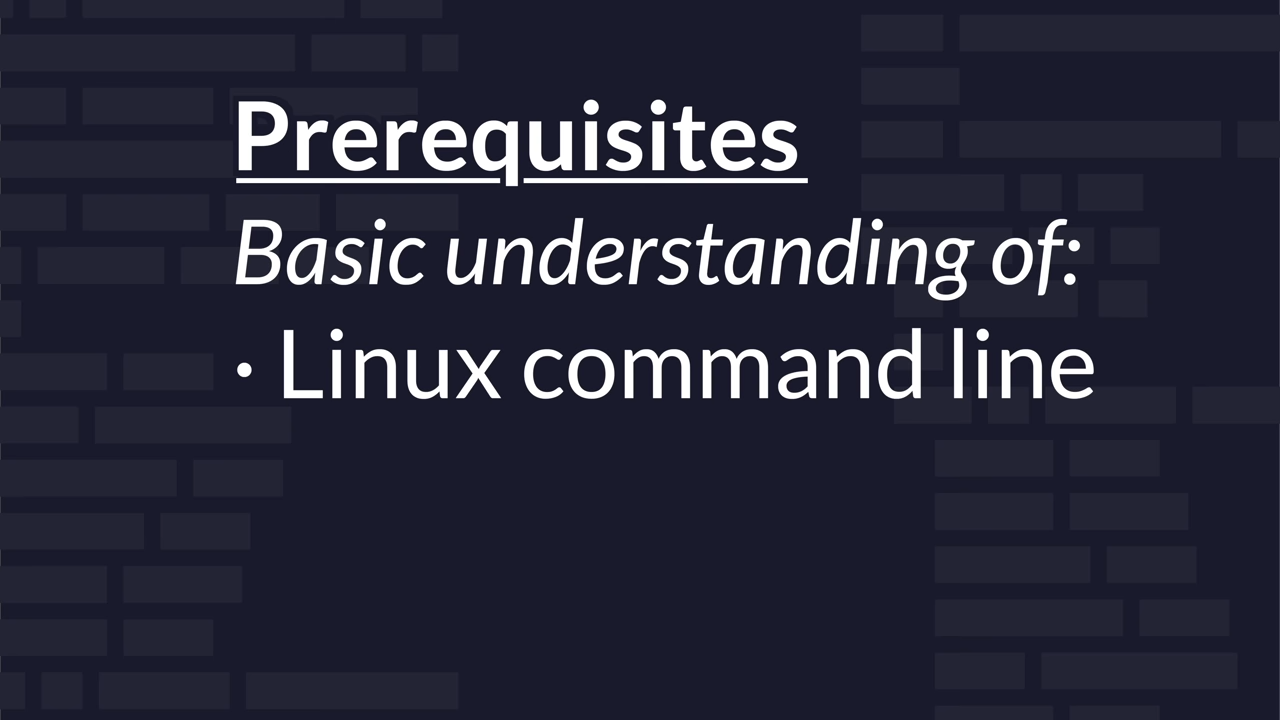 Prerequisites
Basic understanding of:
· Linux command line